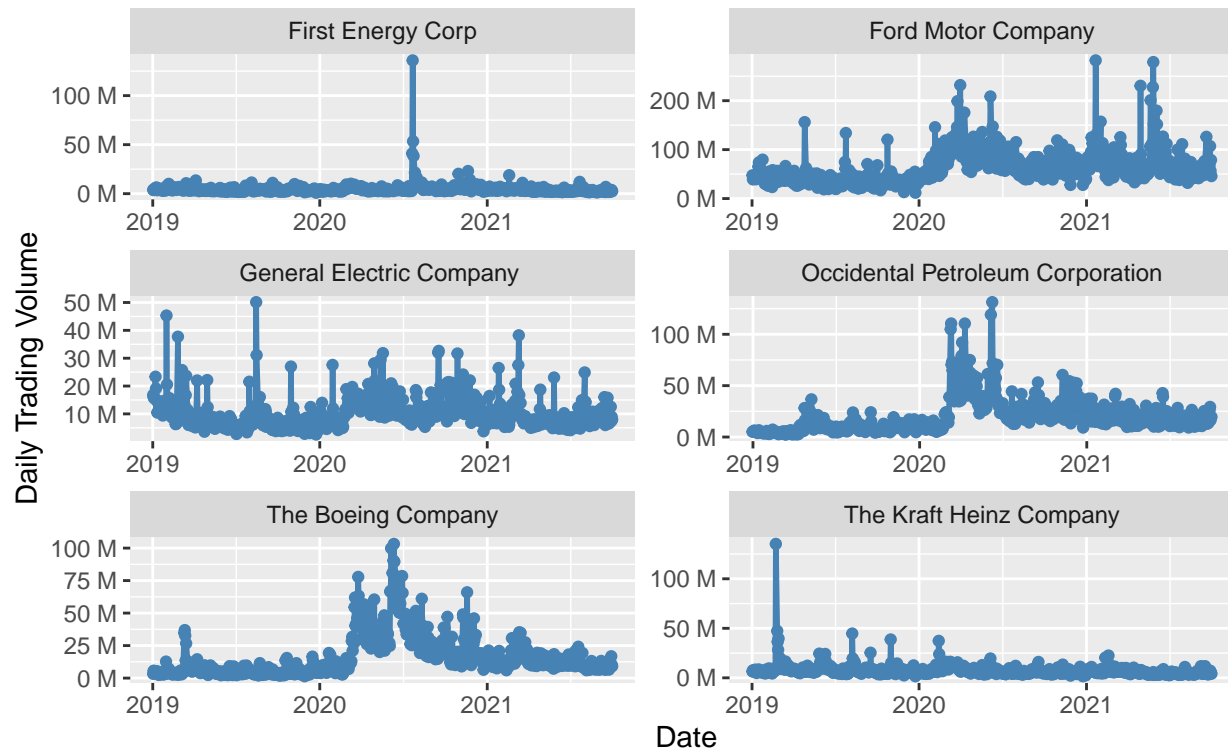 First Energy Corp
Ford Motor Company
100 M
50 M
0 M
2019 2020 2021
200 M
100 M
0 M
2019 2020 2021
General Electric Company
Occidental Petroleum Corporation
50 M
40 M
30 M
20 M
10 M
2019 2020 2021
100 M
50 M
0 M
2019 2020 2021
The Boeing Company
The Kraft Heinz Company
100 M
75 M
50 M
25 M
0 M
2019 2020 2021
100 M
50 M
0 M
2019 2020 2021
Daily Trading Volume
Date